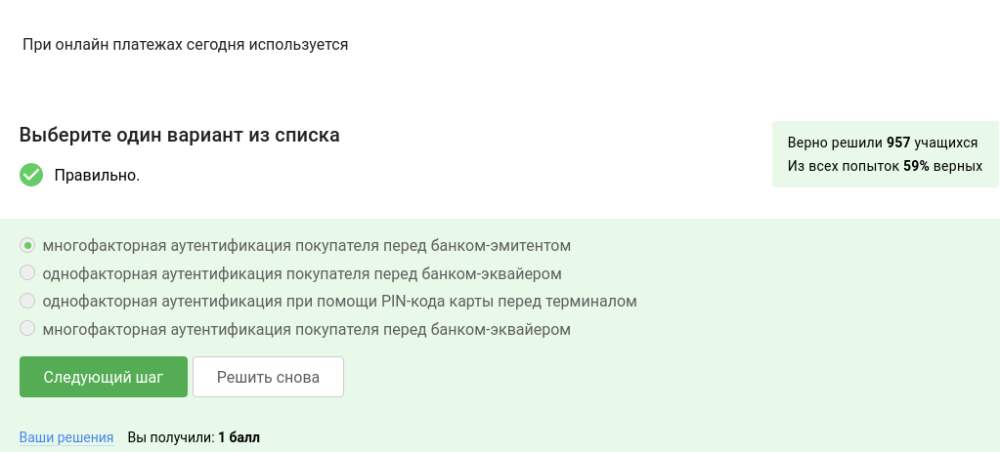 При онлайн платежах сегодня используется
Выберите один вариант из списка
Верно решили 957 учащихся
Из всех попыток 59% верных
Правильно.
многофакторная аутентификация покупателя перед банком-эмитентом
однофакторная аутентификация покупателя перед банком-эквайером
однофакторная аутентификация при помощи PIN-кода карты перед терминалом
многофакторная аутентификация покупателя перед банком-эквайером
Следующий шаг Решить снова
Ваши решения Вы получили: 1 балл